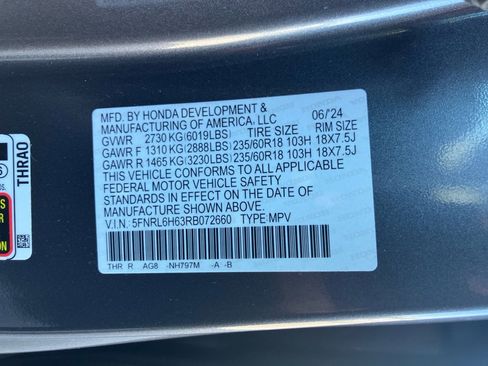 MFD. BY HONDA DEVELOPMENT &
MANUFACTURING OF AMERICA, LLC 06/'24
GVWR 2730 KG(6019LBS) TIRE SIZE RIM SIZE
GAWR F 1310 KG(2888LBS) 235/60R18 103H 18X7.5J
GAWR R 1465 KG(3230LBS) 235/60R18 103H 18X7.5J
THIS VEHICLE CONFORMS TO ALL APPLICABLE
FEDERAL MOTOR VEHICLE SAFETY
STANDARDS IN EFFECT ON THE DATE OF
MANUFACTURE SHOWN ABOVE.
V.I.N. 5FNRL6H63RB072660 TYPE:MPV
THR R AG8 -NH797M -A -B
THRA0